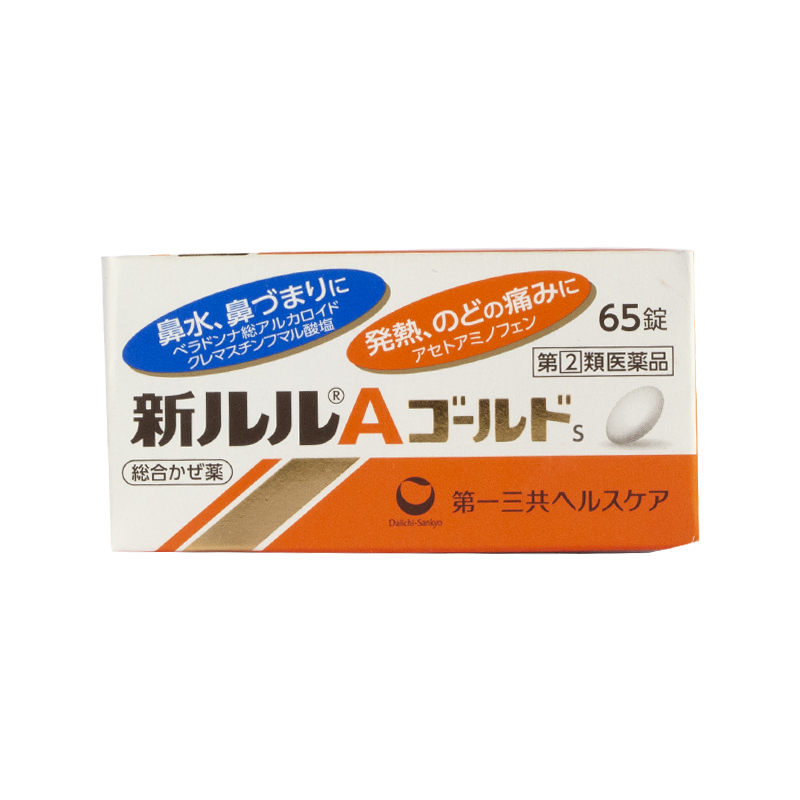 鼻水、鼻づまりに
ベラドンナ総アルカロイド
クレマスチンフマル酸塩
発熱、のどの痛みに
アセトアミノフェン
65錠
第②類医薬品
新ルル®Aゴールドs
総合かぜ薬
Daiichi-Sankyo
第一三共ヘルスケア